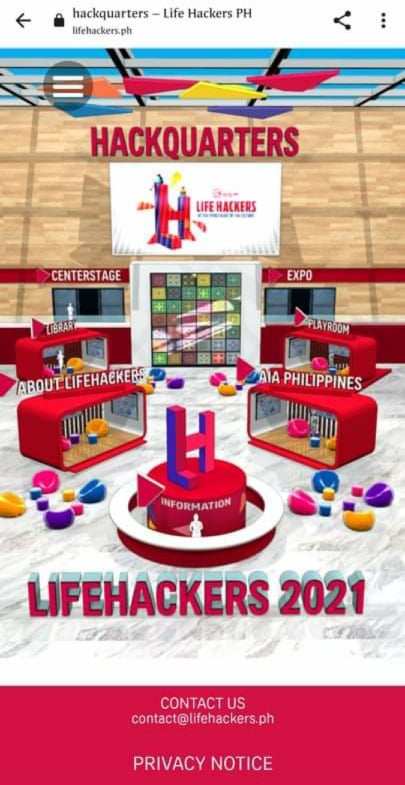 hackquarters – Life Hackers PH
lifehackers.ph
HACKQUARTERS
LIFE HACKERS
CENTERSTAGE
EXPO
LIBRARY
PLAYROOM
ABOUT LIFEHACKERS
AIA PHILIPPINES
INFORMATION
LIFEHACKERS 2021
CONTACT US
contact@lifehackers.ph
PRIVACY NOTICE